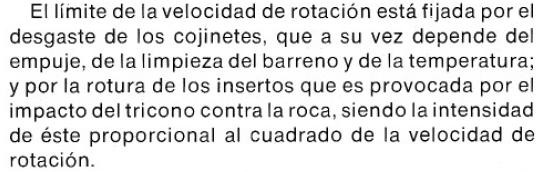 El límite de la velocidad de rotación está fijada por el
desgaste de los cojinetes, que a su vez depende del
empuje, de la limpieza del barreno y de la temperatura;
y por la rotura de los insertos que es provocada por el
impacto del tricono contra la roca, siendo la intensidad
de éste proporcional al cuadrado de la velocidad de
rotación.